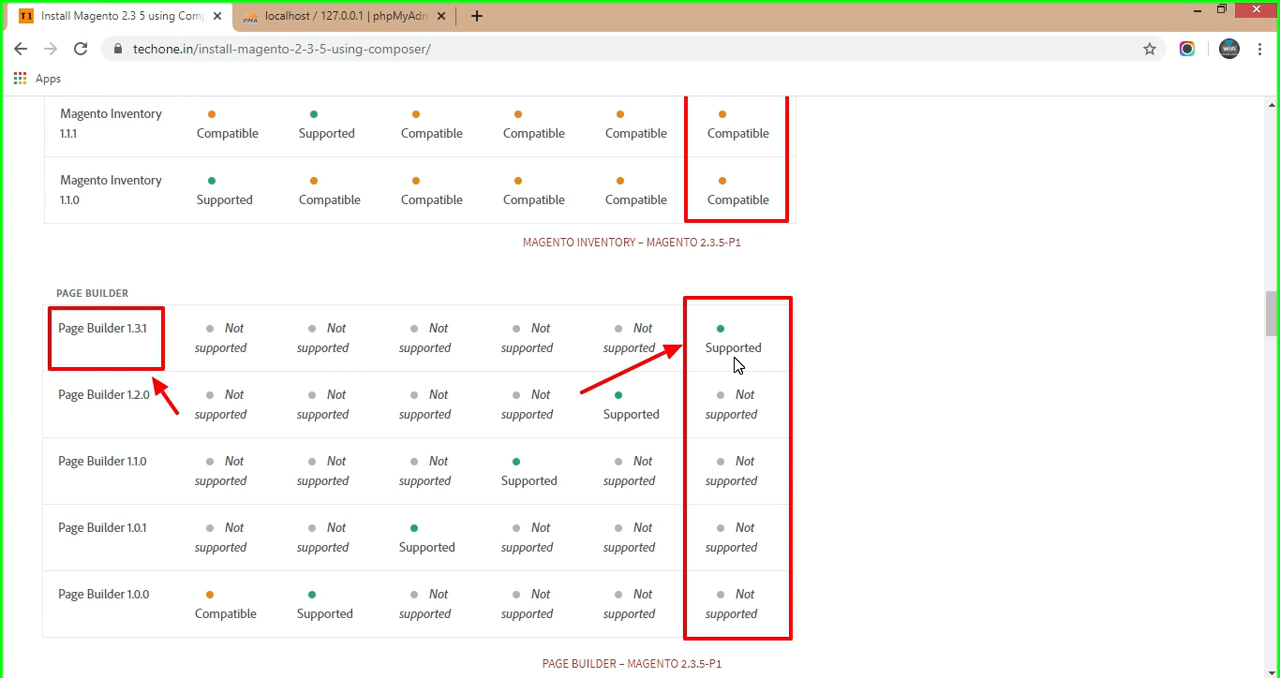 T1 Install Magento 2.3 5 using Com
localhost / 127.0.0.1 | phpMyAdm
techone.in/install-magento-2-3-5-using-composer/
Apps
Magento Inventory
1.1.1
Compatible Supported Compatible Compatible Compatible Compatible
Magento Inventory
1.1.0
Supported Compatible Compatible Compatible Compatible Compatible
MAGENTO INVENTORY – MAGENTO 2.3.5-P1
PAGE BUILDER
Page Builder 1.3.1 Not Not Not Not Not
supported supported supported supported supported Supported
Page Builder 1.2.0 Not Not Not Not Not
supported supported supported supported Supported supported
Page Builder 1.1.0 Not Not Not Not Not
supported supported supported Supported supported supported
Page Builder 1.0.1 Not Not Not Not Not
supported supported Supported supported supported supported
Page Builder 1.0.0 Not Not Not Not
Compatible Supported supported supported supported supported
PAGE BUILDER – MAGENTO 2.3.5-P1